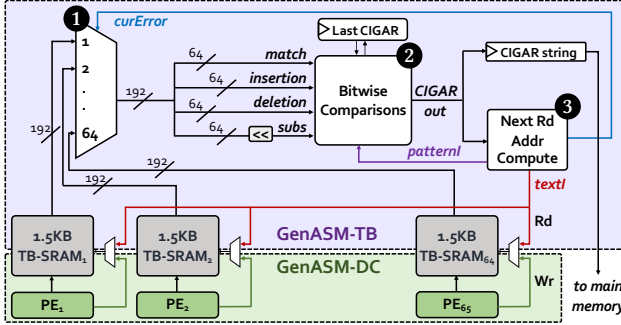 1
curError
1
2
.
.
.
64
192
192
192
192
64
match
64
insertion
64
deletion
64
<<
subs
Last CIGAR
2
Bitwise
Comparisons
CIGAR
out
CIGAR string
3
Next Rd
Addr
Compute
patternI
textI
Rd
Wr
1.5KB
TB-SRAM1
1.5KB
TB-SRAM2
1.5KB
TB-SRAM64
GenASM-TB
GenASM-DC
PE1
PE2
PE65
to main
memory